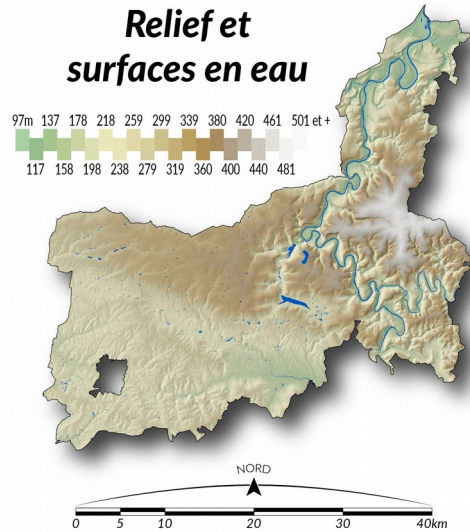 Relief et
surfaces en eau
97m 137 178 218 259 299 339 380 420 461 501 et +
117 158 198 238 279 319 360 400 440 481
NORD
0 5 10 20 30 40km